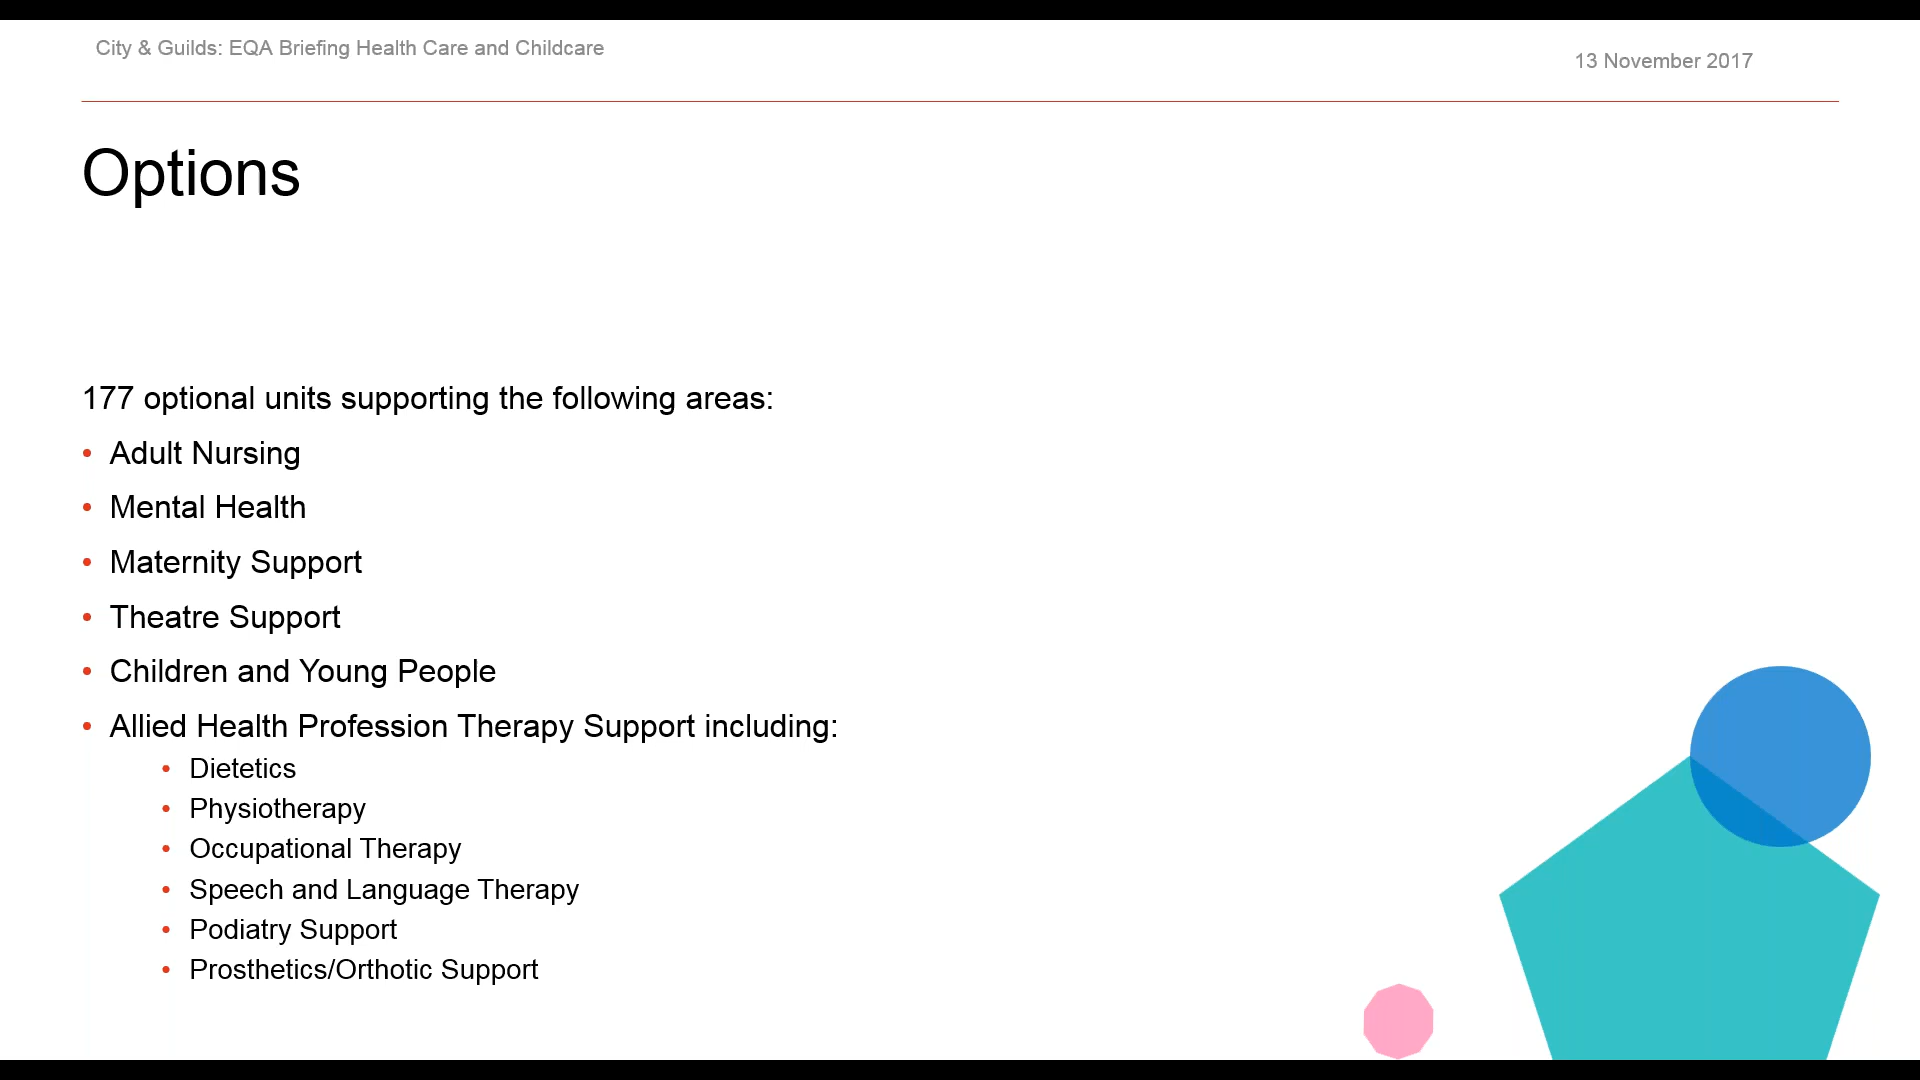 City & Guilds: EQA Briefing Health Care and Childcare
13 November 2017
Options
177 optional units supporting the following areas:
• Adult Nursing
• Mental Health
• Maternity Support
• Theatre Support
• Children and Young People
• Allied Health Profession Therapy Support including:
• Dietetics
• Physiotherapy
• Occupational Therapy
• Speech and Language Therapy
• Podiatry Support
• Prosthetics/Orthotic Support